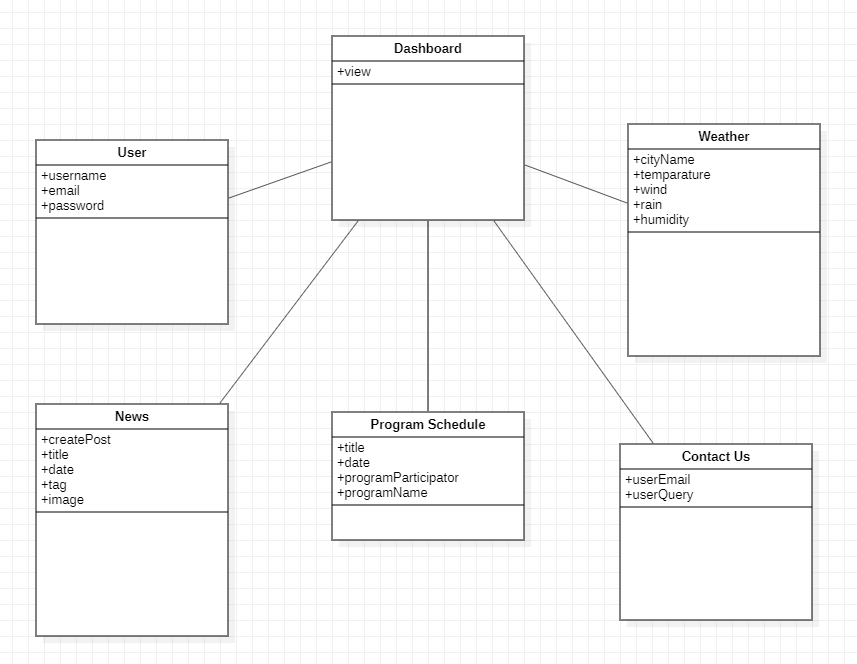 Dashboard
+view
User
+username
+email
+password
Weather
+cityName
+temparature
+wind
+rain
+humidity
News
+createPost
+title
+date
+tag
+image
Program Schedule
+title
+date
+programParticipator
+programName
Contact Us
+userEmail
+userQuery